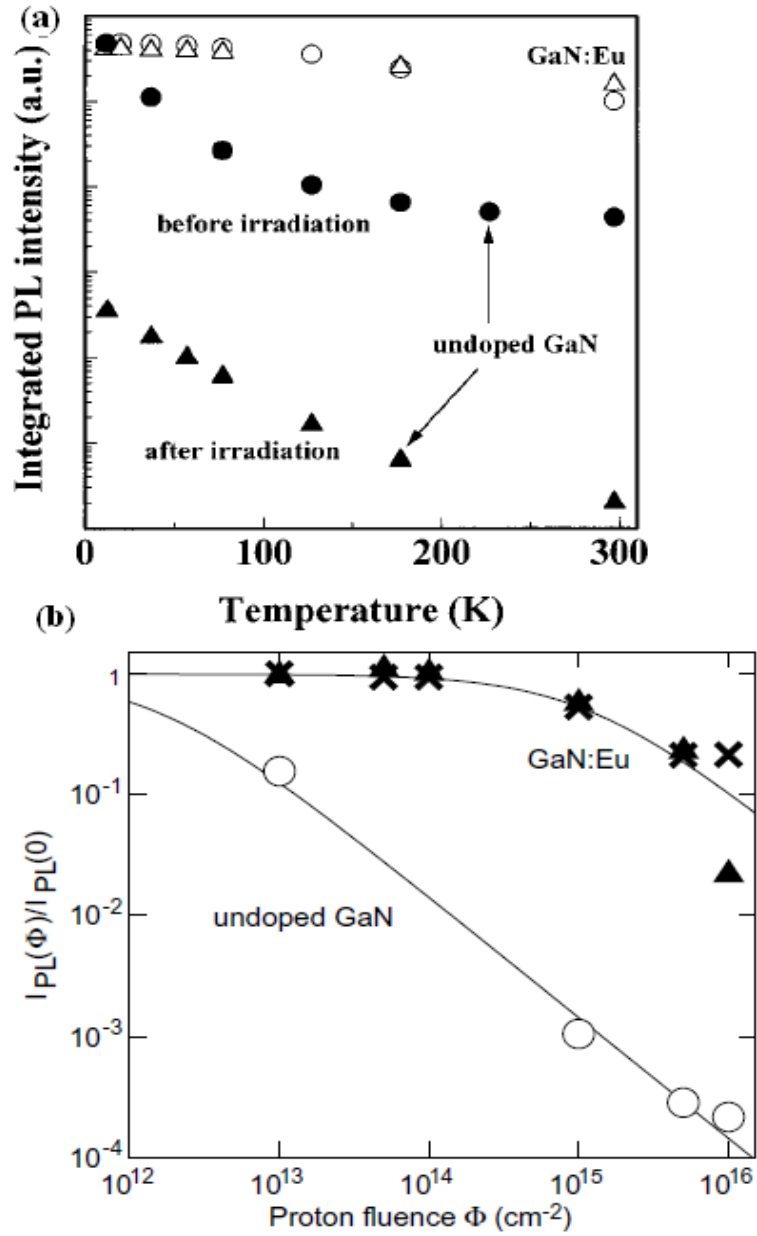 (a)
Integrated PL intensity (a.u.)
GaN:Eu
before irradiation
undoped GaN
after irradiation
0 100 200 300
Temperature (K)
(b)
I_PL(Φ)/I_PL(0)
1
10⁻¹
10⁻²
10⁻³
10⁻⁴
GaN:Eu
undoped GaN
10¹² 10¹³ 10¹⁴ 10¹⁵ 10¹⁶
Proton fluence Φ (cm⁻²)